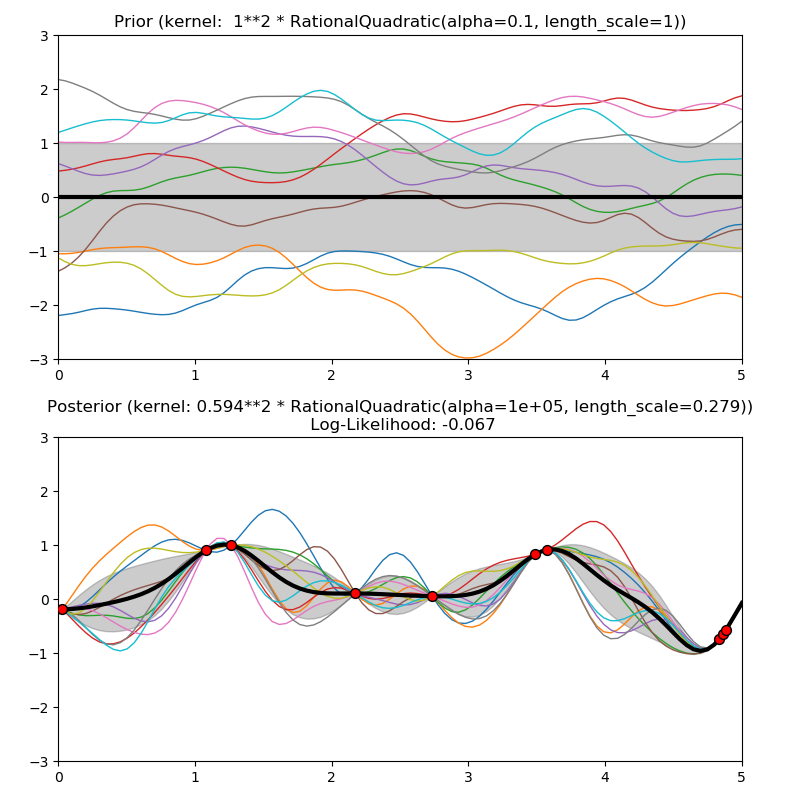 Prior (kernel:  1**2 * RationalQuadratic(alpha=0.1, length_scale=1))
3
2
1
0
−1
−2
−3
0 1 2 3 4 5
Posterior (kernel: 0.594**2 * RationalQuadratic(alpha=1e+05, length_scale=0.279))
Log-Likelihood: -0.067
3
2
1
0
−1
−2
−3
0 1 2 3 4 5